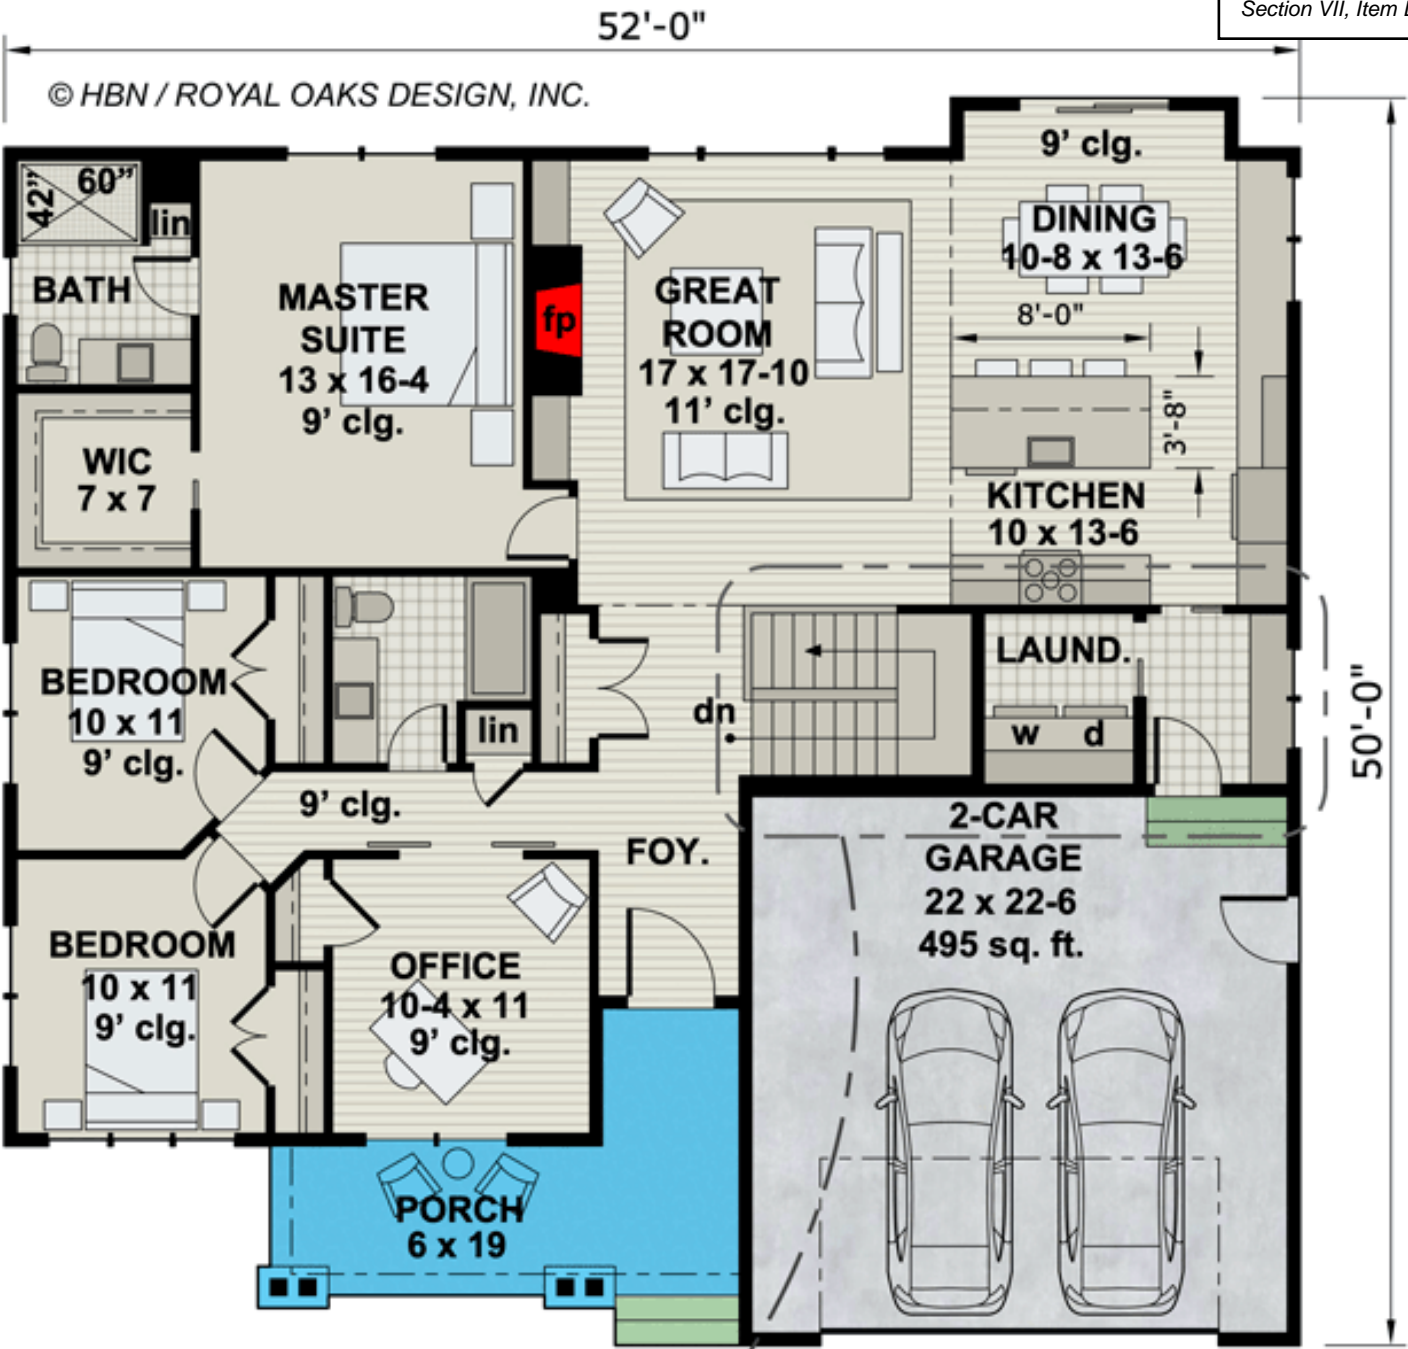 Section VII, Item
52'-0"
© HBN / ROYAL OAKS DESIGN, INC.
9’ clg.
42”
60”
lin
BATH
MASTER
SUITE
13 x 16-4
9’ clg.
fp
GREAT
ROOM
17 x 17-10
11’ clg.
DINING
10-8 x 13-6
8'-0"
3'-8"
WIC
7 x 7
KITCHEN
10 x 13-6
BEDROOM
10 x 11
9’ clg.
lin
dn
LAUND.
w d
50'-0"
9’ clg.
FOY.
2-CAR
GARAGE
22 x 22-6
495 sq. ft.
BEDROOM
10 x 11
9’ clg.
OFFICE
10-4 x 11
9’ clg.
PORCH
6 x 19